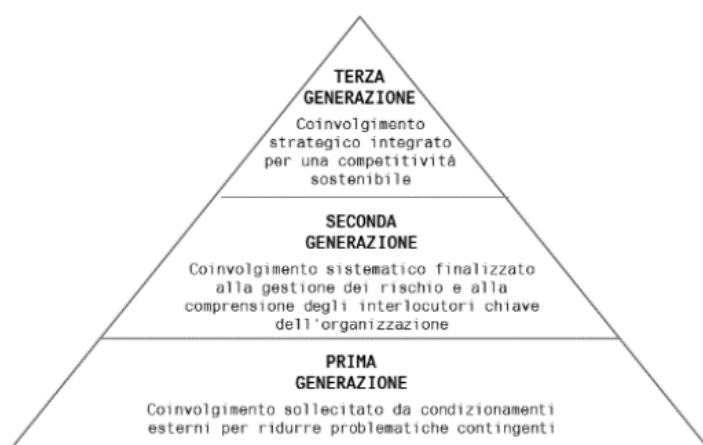 TERZA
GENERAZIONE
Coinvolgimento
strategico integrato
per una competitività
sostenibile
SECONDA
GENERAZIONE
Coinvolgimento sistematico finalizzato
alla gestione dei rischio e alla
comprensione degli interlocutori chiave
dell'organizzazione
PRIMA
GENERAZIONE
Coinvolgimento sollecitato da condizionamenti
esterni per ridurre problematiche contingenti